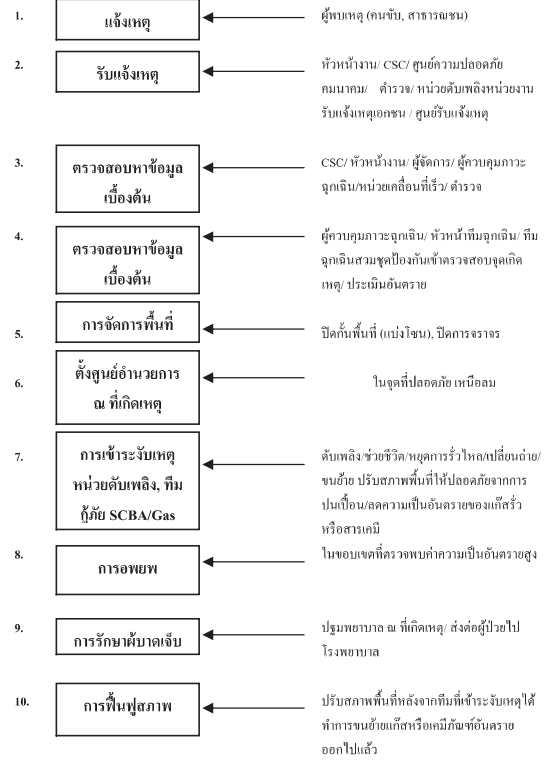 1. แจ้งเหตุ ผู้พบเหตุ (คนขับ, สาธารณชน)
2. รับแจ้งเหตุ หัวหน้างาน/ CSC/ ศูนย์ความปลอดภัย
คมนาคม/ ตำรวจ/ หน่วยดับเพลิงหน่วยงาน
รับแจ้งเหตุเอกชน / ศูนย์รับแจ้งเหตุ
3. ตรวจสอบหาข้อมูล
เบื้องต้น
CSC/ หัวหน้างาน/ ผู้จัดการ/ ผู้ควบคุมภาวะ
ฉุกเฉิน/หน่วยเคลื่อนที่เร็ว/ ตำรวจ
4. ตรวจสอบหาข้อมูล
เบื้องต้น
ผู้ควบคุมภาวะฉุกเฉิน/ หัวหน้าทีมฉุกเฉิน/ ทีม
ฉุกเฉินสวมชุดป้องกันเข้าตรวจสอบจุดเกิด
เหตุ/ ประเมินอันตราย
5. การจัดการพื้นที่ ปิดกั้นพื้นที่ (แบ่งโซน), ปิดการจราจร
6. ตั้งศูนย์อำนวยการ
ณ ที่เกิดเหตุ
ในจุดที่ปลอดภัย เหนือลม
7. การเข้าระงับเหตุ
หน่วยดับเพลิง, ทีม
กู้ภัย SCBA/Gas
ดับเพลิง/ช่วยชีวิต/หยุดการรั่วไหล/เปลี่ยนถ่าย/
ขนย้าย ปรับสภาพพื้นที่ให้ปลอดภัยจากการ
ปนเปื้อน/ลดความเป็นอันตรายของแก๊สรั่ว
หรือสารเคมี
8. การอพยพ ในขอบเขตที่ตรวจพบค่าความเป็นอันตรายสูง
9. การรักษาผู้บาดเจ็บ ปฐมพยาบาล ณ ที่เกิดเหตุ/ ส่งต่อผู้ป่วยไป
โรงพยาบาล
10. การฟื้นฟูสภาพ ปรับสภาพพื้นที่หลังจากทีมที่เข้าระงับเหตุได้
ทำการขนย้ายแก๊สหรือเคมีภัณฑ์อันตราย
ออกไปแล้ว